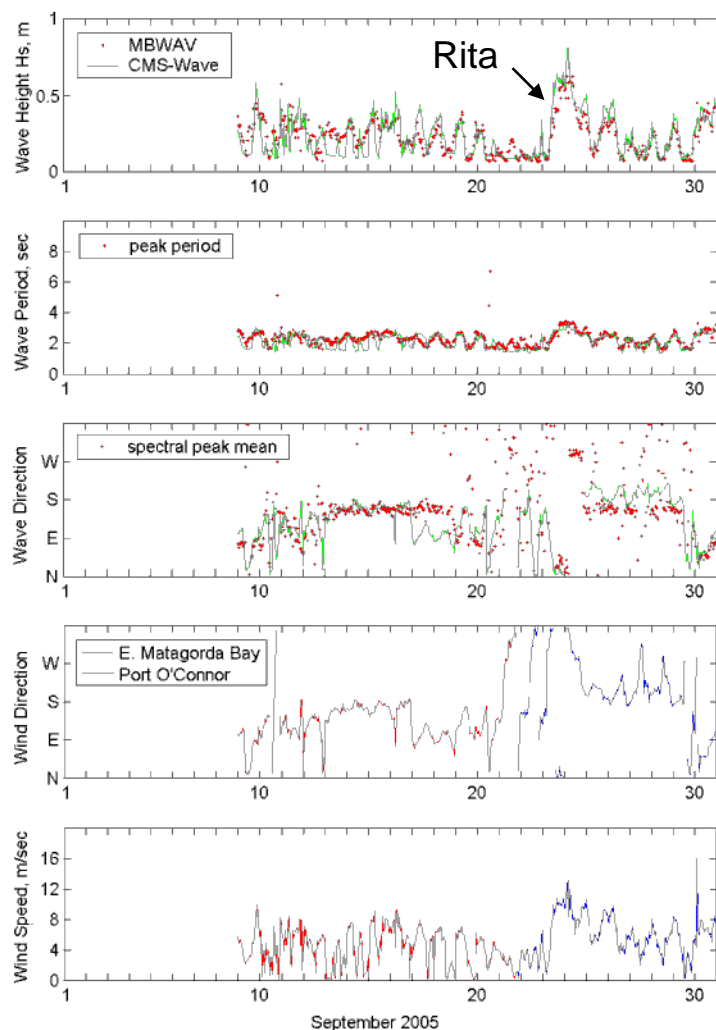 Wave Height Hs, m
1
0.5
0
MBWAV
CMS-Wave
Rita
1 10 20 30
Wave Period, sec
8
6
4
2
0
peak period
1 10 20 30
Wave Direction
W
S
E
N
spectral peak mean
1 10 20 30
Wind Direction
W
S
E
N
E. Matagorda Bay
Port O'Connor
1 10 20 30
Wind Speed, m/sec
16
12
8
4
0
1 10 20 30
September 2005